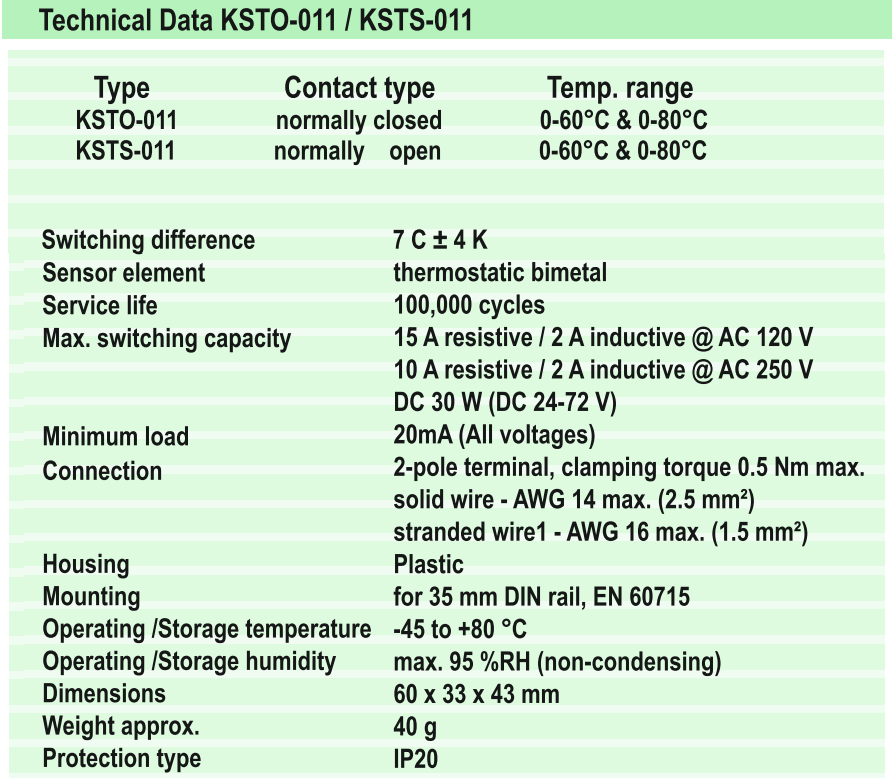 Technical Data KSTO-011 / KSTS-011
Type Contact type Temp. range
KSTO-011 normally closed 0-60°C & 0-80°C
KSTS-011 normally open 0-60°C & 0-80°C
Switching difference 7 C ± 4 K
Sensor element thermostatic bimetal
Service life 100,000 cycles
Max. switching capacity 15 A resistive / 2 A inductive @ AC 120 V
10 A resistive / 2 A inductive @ AC 250 V
DC 30 W (DC 24-72 V)
Minimum load 20mA (All voltages)
Connection 2-pole terminal, clamping torque 0.5 Nm max.
solid wire - AWG 14 max. (2.5 mm²)
stranded wire1 - AWG 16 max. (1.5 mm²)
Housing Plastic
Mounting for 35 mm DIN rail, EN 60715
Operating /Storage temperature -45 to +80 °C
Operating /Storage humidity max. 95 %RH (non-condensing)
Dimensions 60 x 33 x 43 mm
Weight approx. 40 g
Protection type IP20